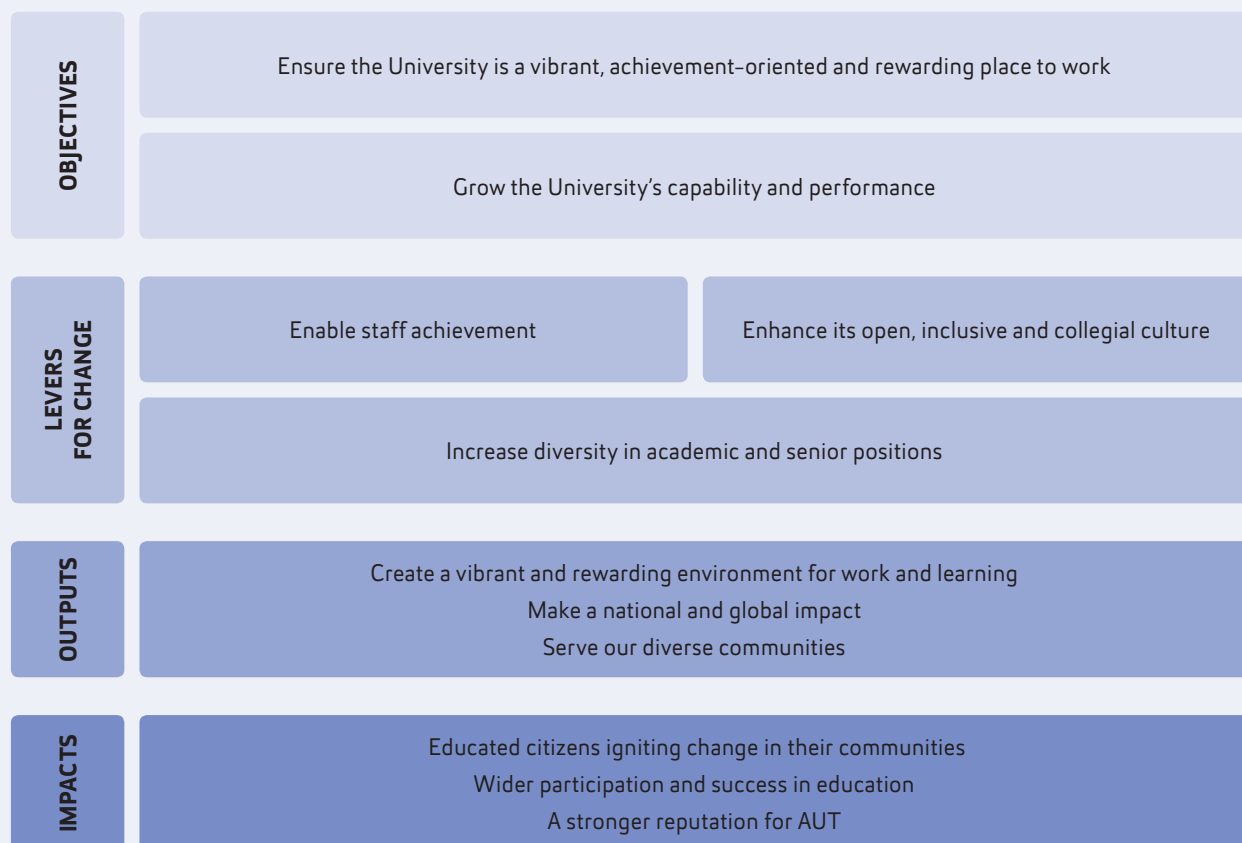 OBJECTIVES
Ensure the University is a vibrant, achievement-oriented and rewarding place to work
Grow the University's capability and performance
LEVERS
FOR CHANGE
Enable staff achievement
Enhance its open, inclusive and collegial culture
Increase diversity in academic and senior positions
OUTPUTS
Create a vibrant and rewarding environment for work and learning
Make a national and global impact
Serve our diverse communities
IMPACTS
Educated citizens igniting change in their communities
Wider participation and success in education
A stronger reputation for AUT